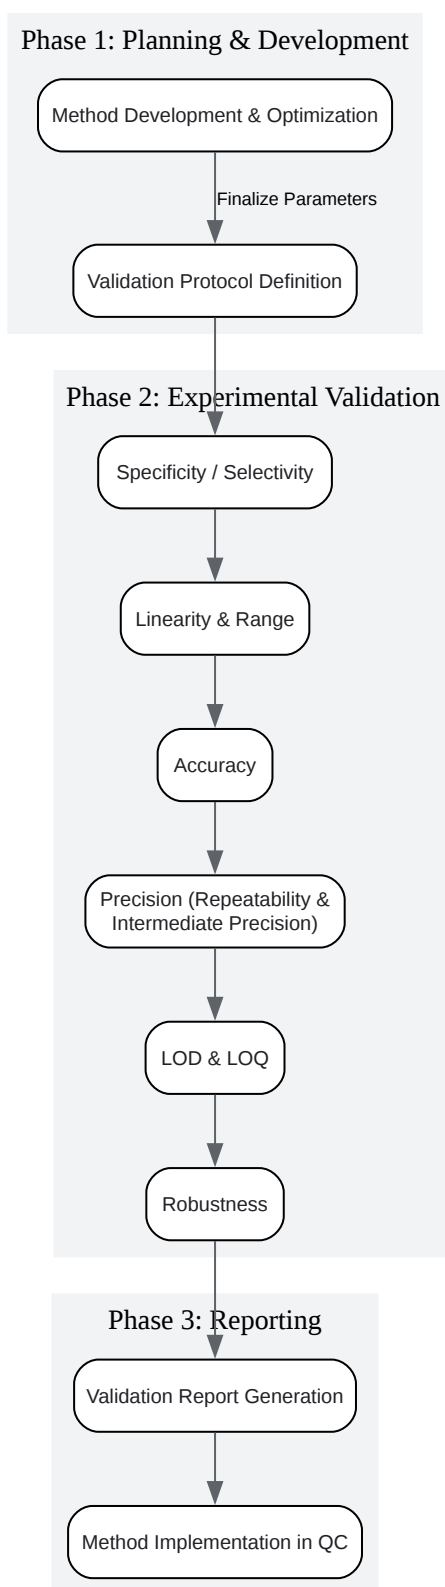 Phase 1: Planning & Development
Method Development & Optimization
Finalize Parameters
Validation Protocol Definition
Phase 2: Experimental Validation
Specificity / Selectivity
Linearity & Range
Accuracy
Precision (Repeatability &
Intermediate Precision)
LOD & LOQ
Robustness
Phase 3: Reporting
Validation Report Generation
Method Implementation in QC